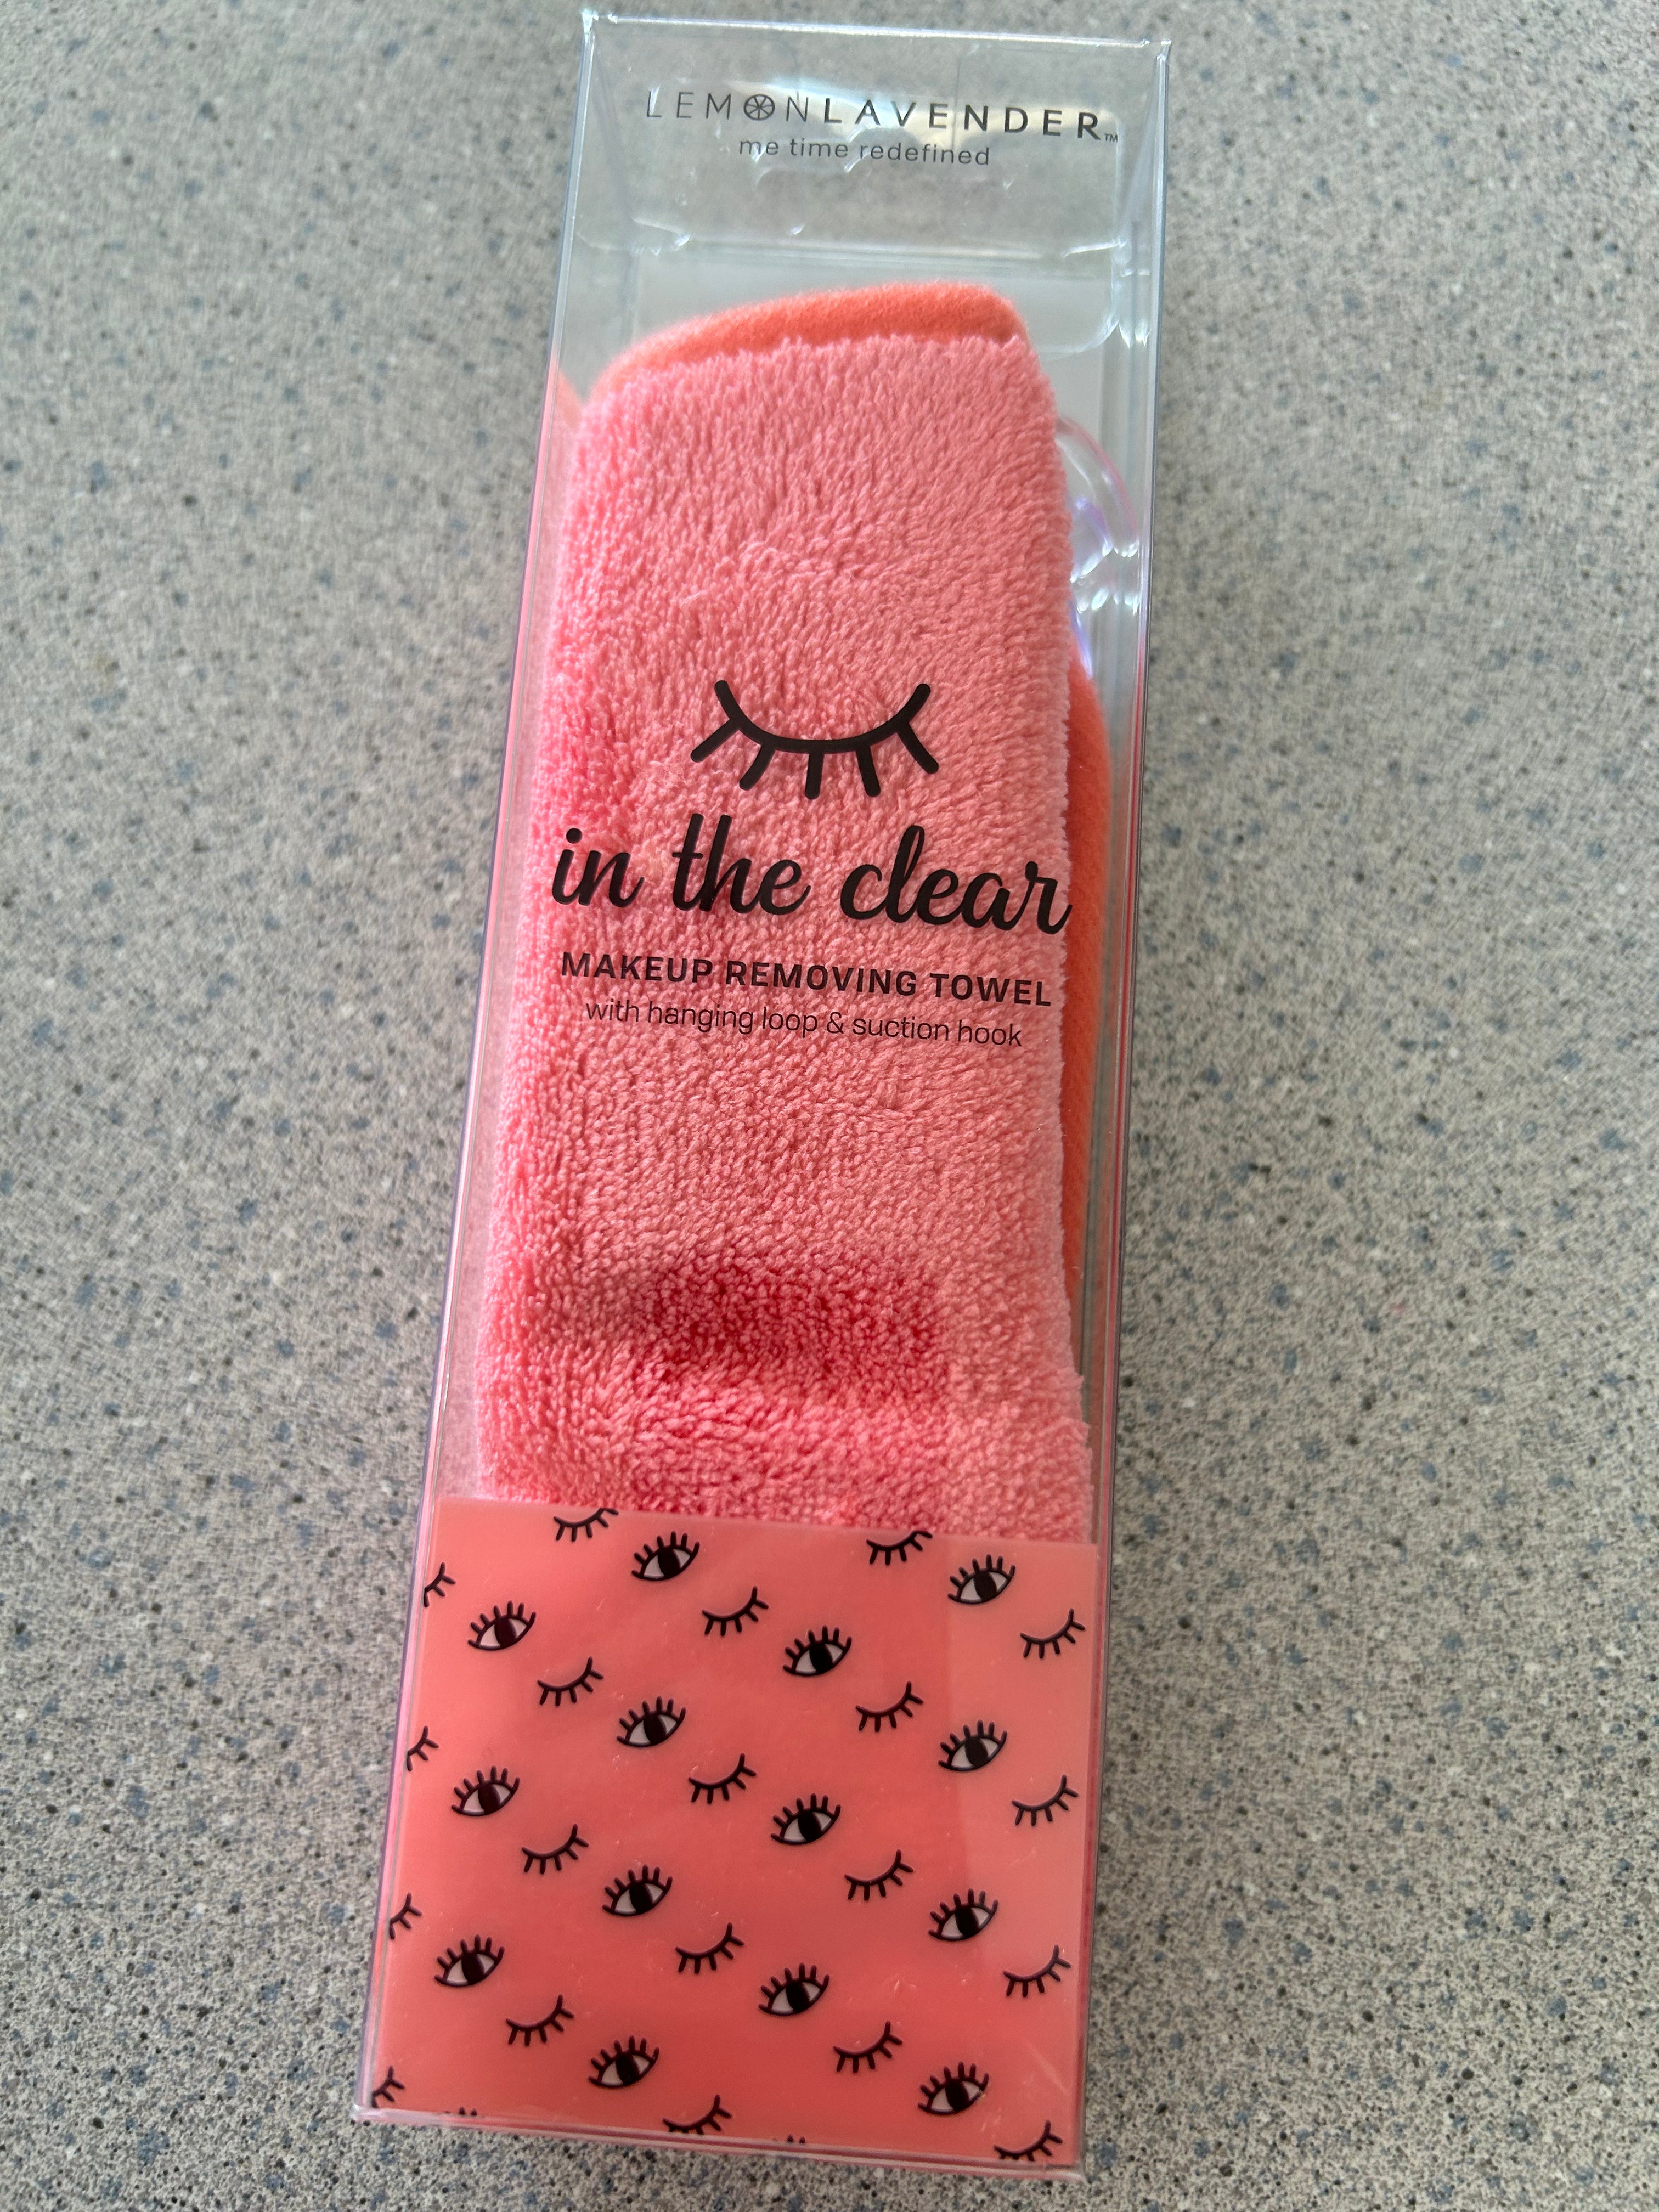 LEMONLAVENDER™
me time redefined
in the clear
MAKEUP REMOVING TOWEL
with hanging loop & suction hook